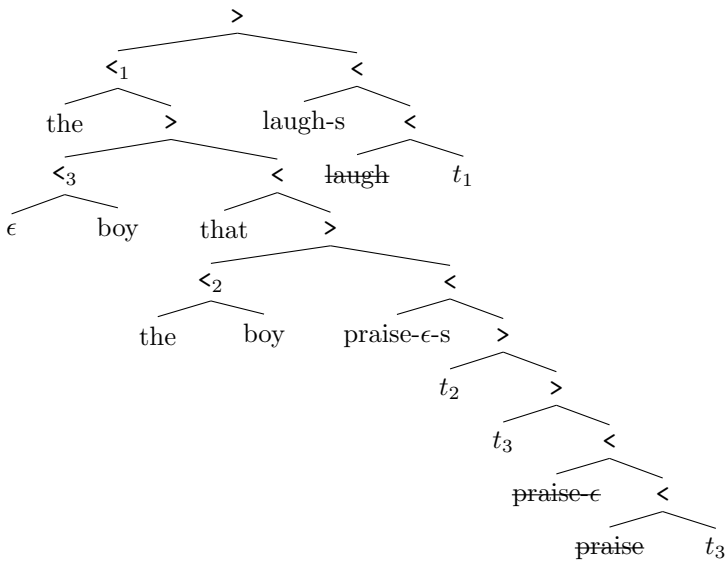 >
<₁ <
the > laugh-s <
<₃ < laugh t₁
ϵ boy that >
<₂ <
the boy praise-ϵ-s >
t₂ >
t₃ <
praise-ϵ <
praise t₃